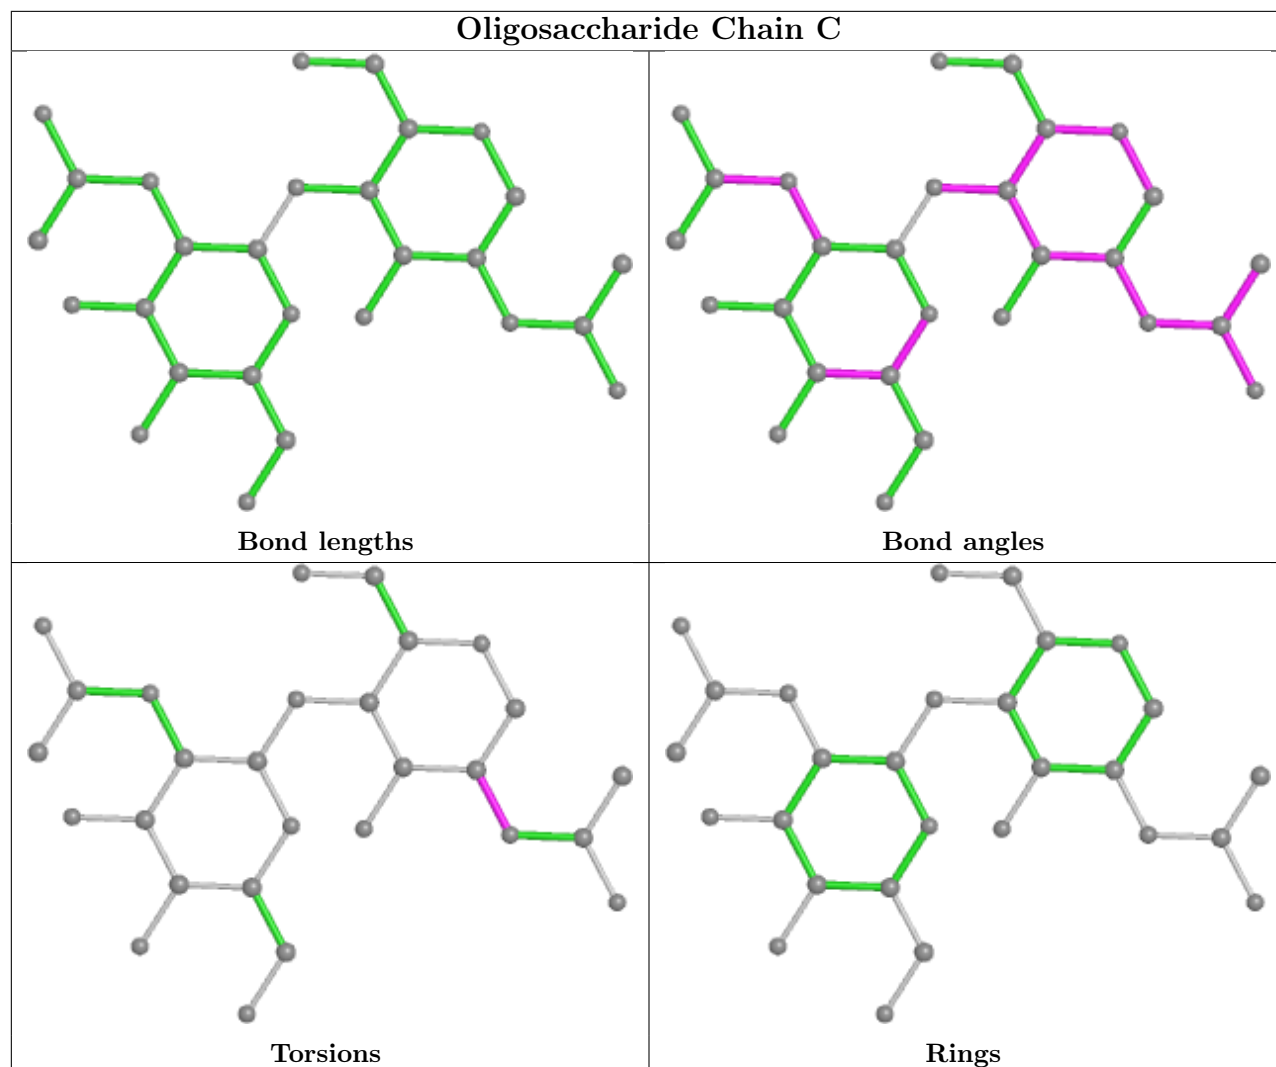 Oligosaccharide Chain C
Bond lengths
Bond angles
Torsions
Rings